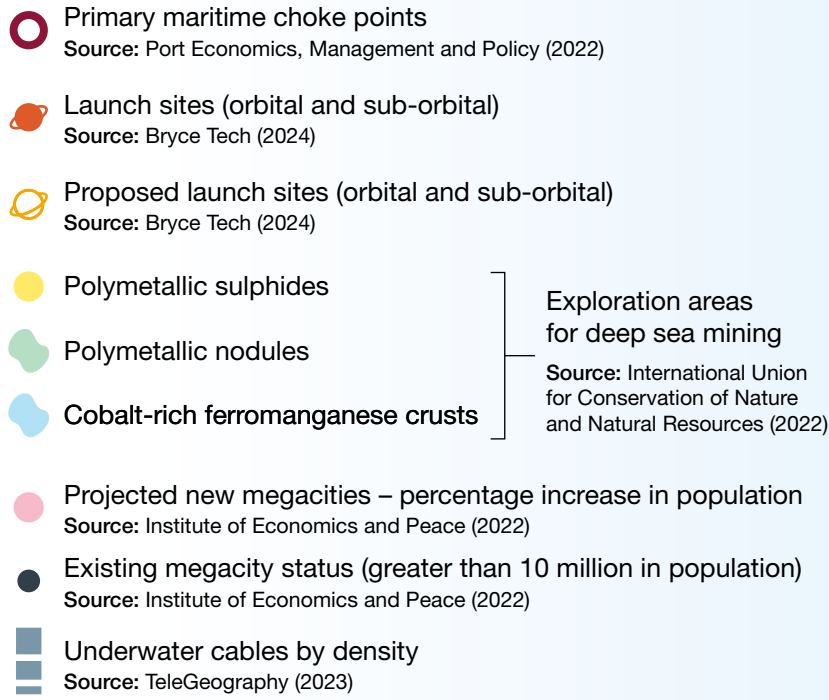 Primary maritime choke points
Source: Port Economics, Management and Policy (2022)
Launch sites (orbital and sub-orbital)
Source: Bryce Tech (2024)
Proposed launch sites (orbital and sub-orbital)
Source: Bryce Tech (2024)
Polymetallic sulphides
Polymetallic nodules
Cobalt-rich ferromanganese crusts
Exploration areas
for deep sea mining
Source: International Union
for Conservation of Nature
and Natural Resources (2022)
Projected new megacities – percentage increase in population
Source: Institute of Economics and Peace (2022)
Existing megacity status (greater than 10 million in population)
Source: Institute of Economics and Peace (2022)
Underwater cables by density
Source: TeleGeography (2023)